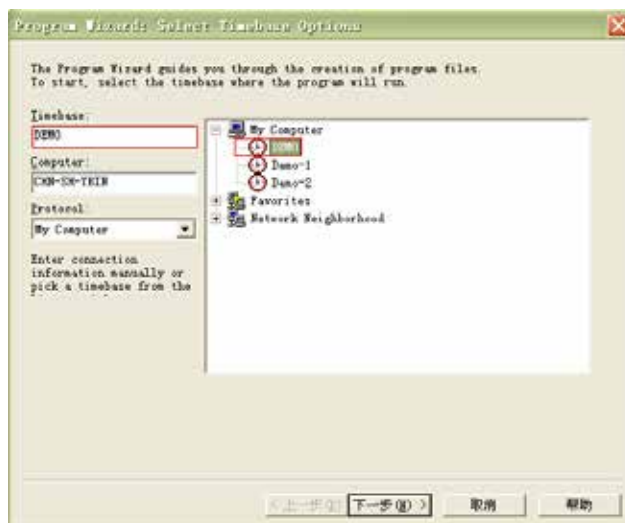 Program Wizard: Select Timebase Options
The Program Wizard guides you through the creation of program files.
To start, select the timebase where the program will run.
Timebase:
DEMO
Computer:
Protocol:
My Computer
Enter connection
information manually or
pick a timebase from the
My Computer
DEMO
Demo-1
Demo-2
Favorites
Network Neighborhood
下一步(N) >
取消
帮助